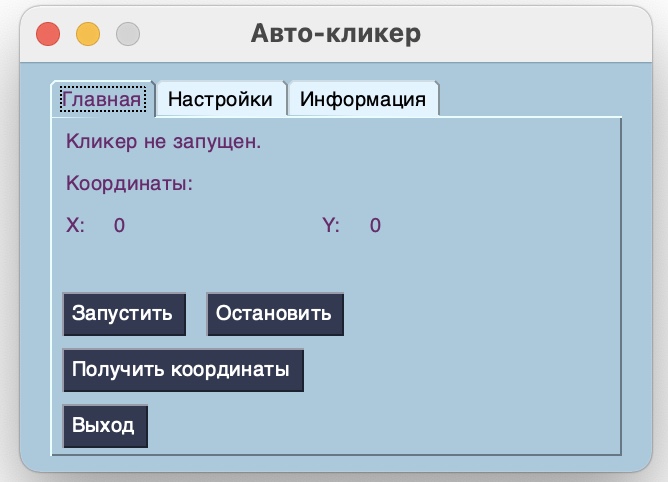 Авто-кликер
Главная Настройки Информация
Кликер не запущен.
Координаты:
X: 0 Y: 0
Запустить Остановить
Получить координаты
Выход